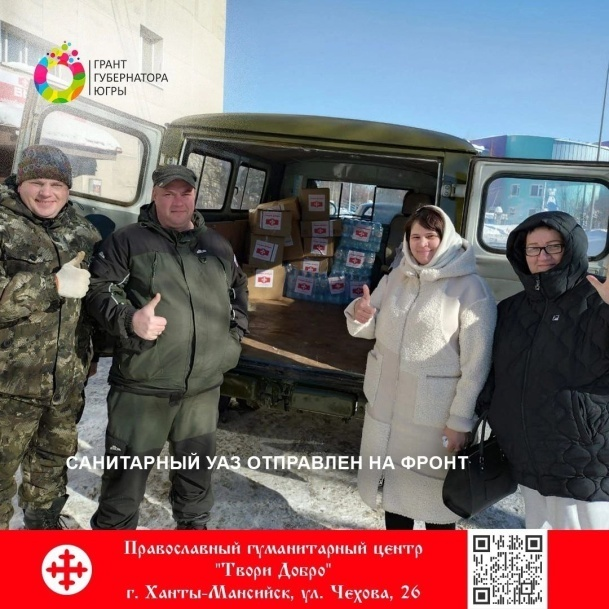 ГРАНТ
ГУБЕРНАТОРА
ЮГРЫ
САНИТАРНЫЙ УАЗ ОТПРАВЛЕН НА ФРОНТ
Православный гуманитарный центр
"Твори Добро"
г. Ханты-Мансийск, ул. Чехова, 26